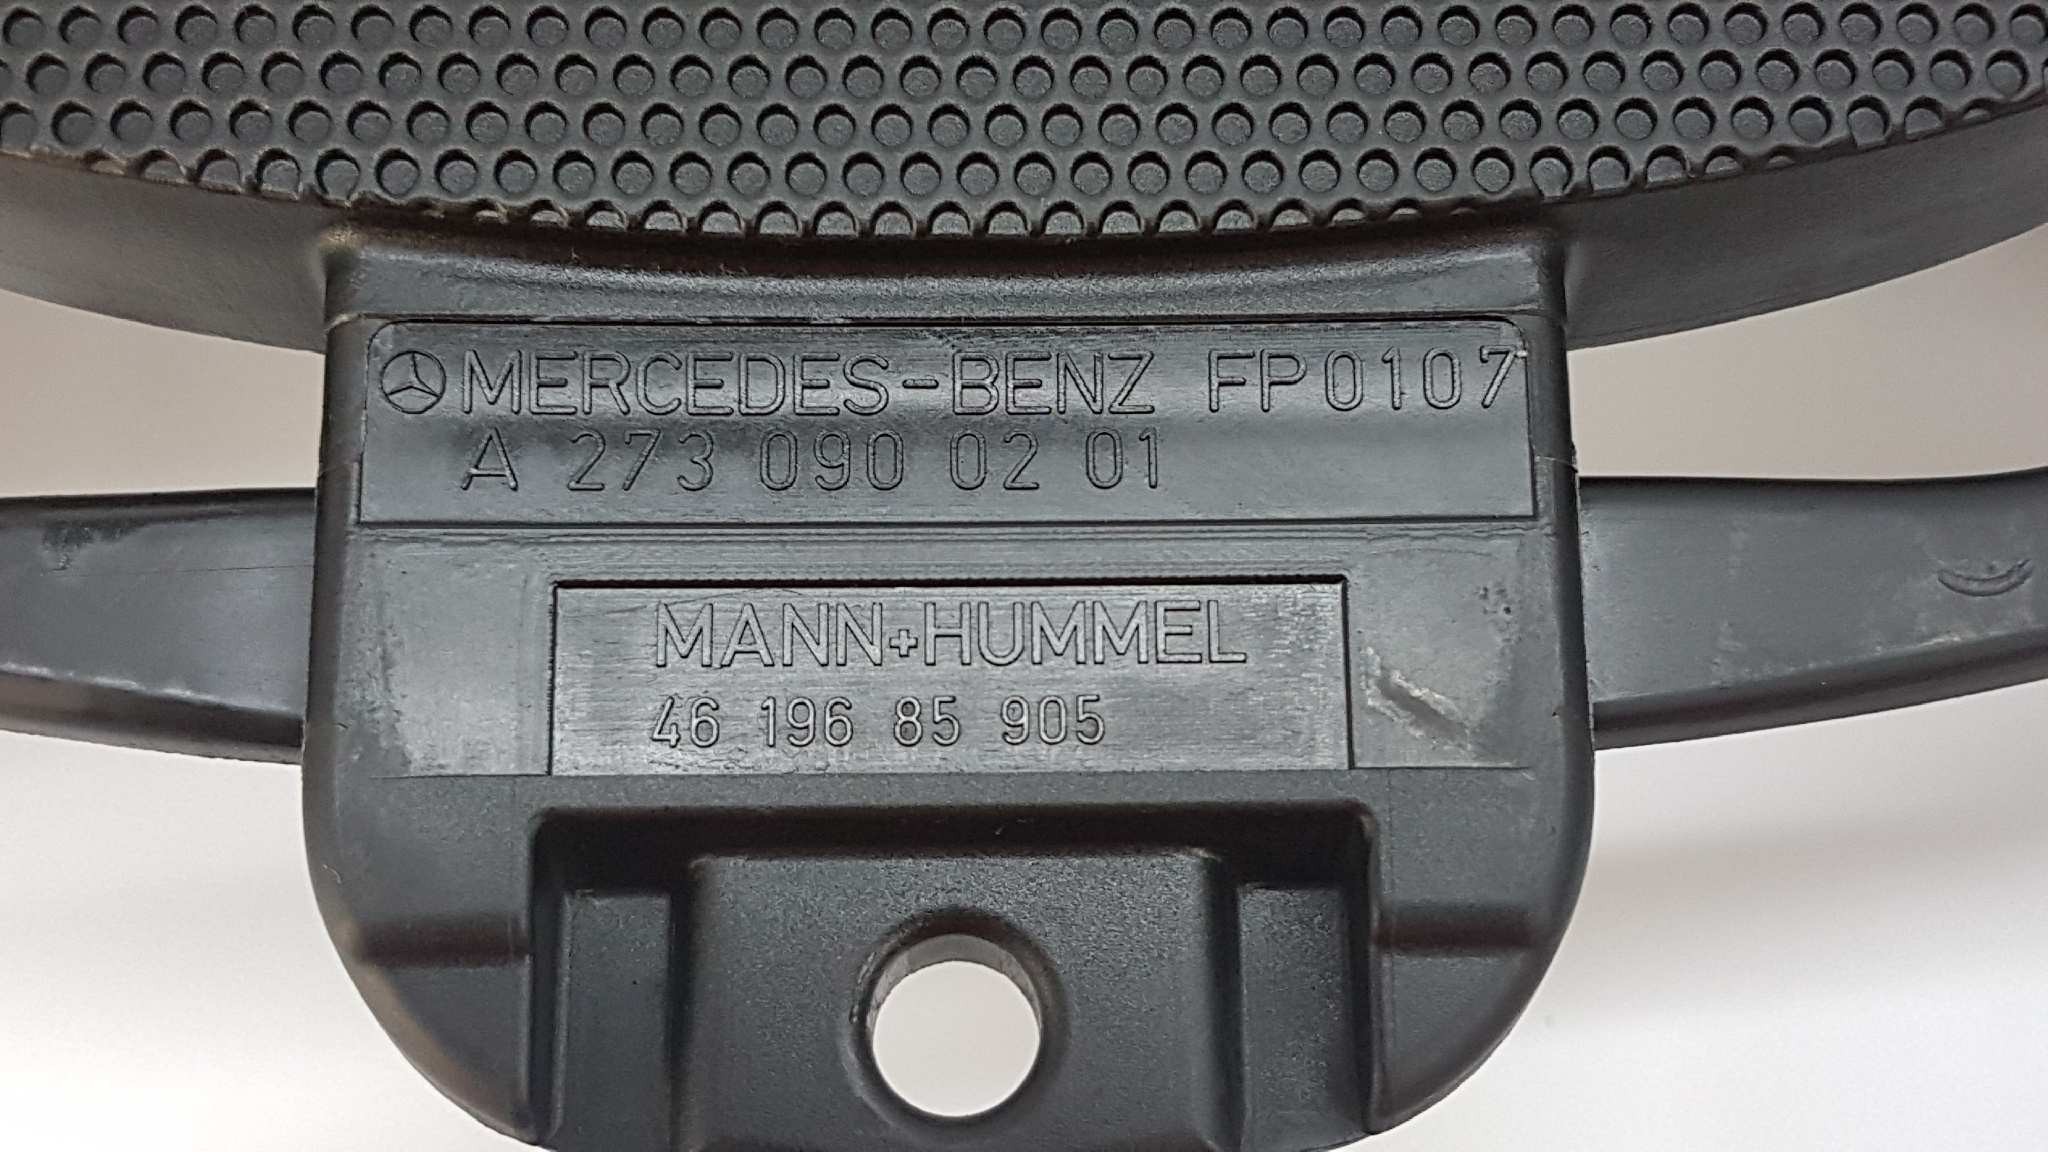 MERCEDES-BENZ FP0107
A 273 090 02 01
MANN+HUMMEL
46 196 85 905